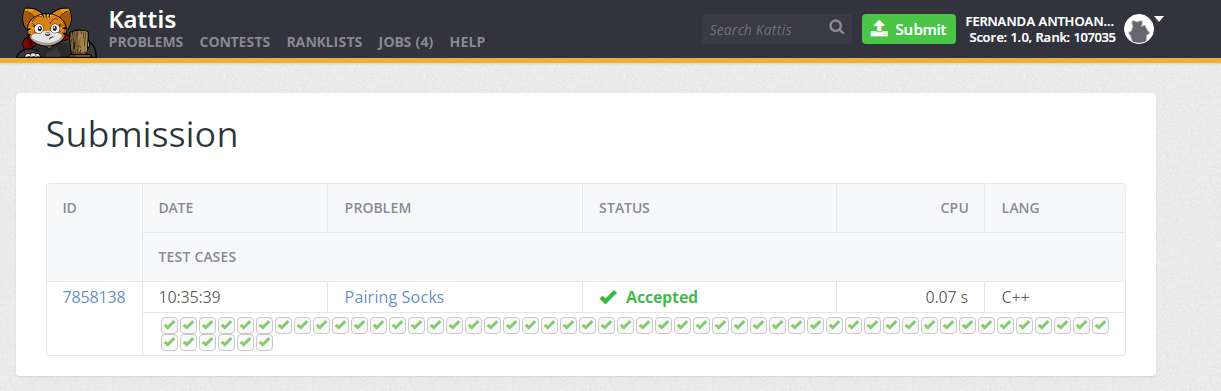 Kattis
PROBLEMS CONTESTS RANKLISTS JOBS (4) HELP
Search Kattis
Submit
FERNANDA ANTHOAN...
Score: 1.0, Rank: 107035
Submission
ID DATE PROBLEM STATUS CPU LANG
TEST CASES
7858138 10:35:39 Pairing Socks Accepted 0.07 s C++